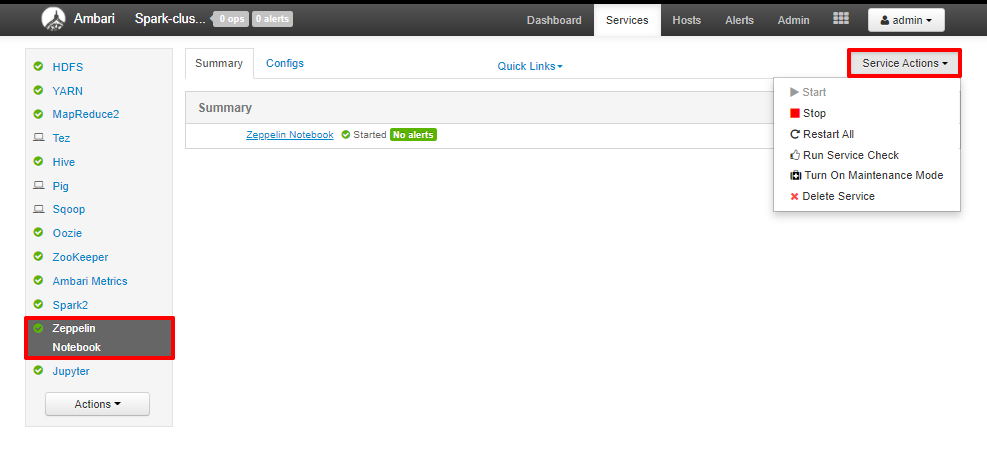 Ambari Spark-clus... 0 ops 0 alerts Dashboard Services Hosts Alerts Admin admin
HDFS
YARN
MapReduce2
Tez
Hive
Pig
Sqoop
Oozie
ZooKeeper
Ambari Metrics
Spark2
Zeppelin
Notebook
Jupyter
Actions
Summary Configs Quick Links Service Actions
Summary
Zeppelin Notebook Started No alerts
Start
Stop
Restart All
Run Service Check
Turn On Maintenance Mode
Delete Service